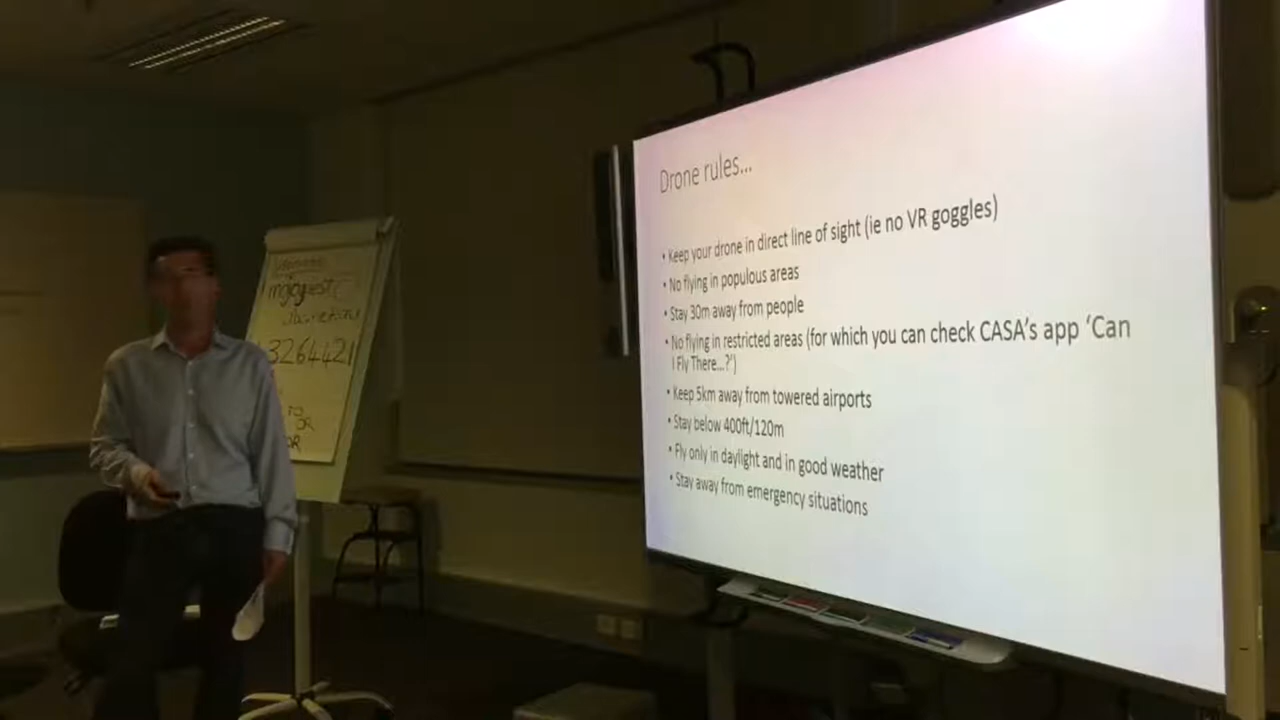 Drone rules...
• Keep your drone in direct line of sight (ie no VR goggles)
• No flying in populous areas
• Stay 30m away from people
• No flying in restricted areas (for which you can check CASA's app 'Can
I Fly There...?')
• Keep 5km away from towered airports
• Stay below 400ft/120m
• Fly only in daylight and in good weather
• Stay away from emergency situations
3264421
TO
OR
OR